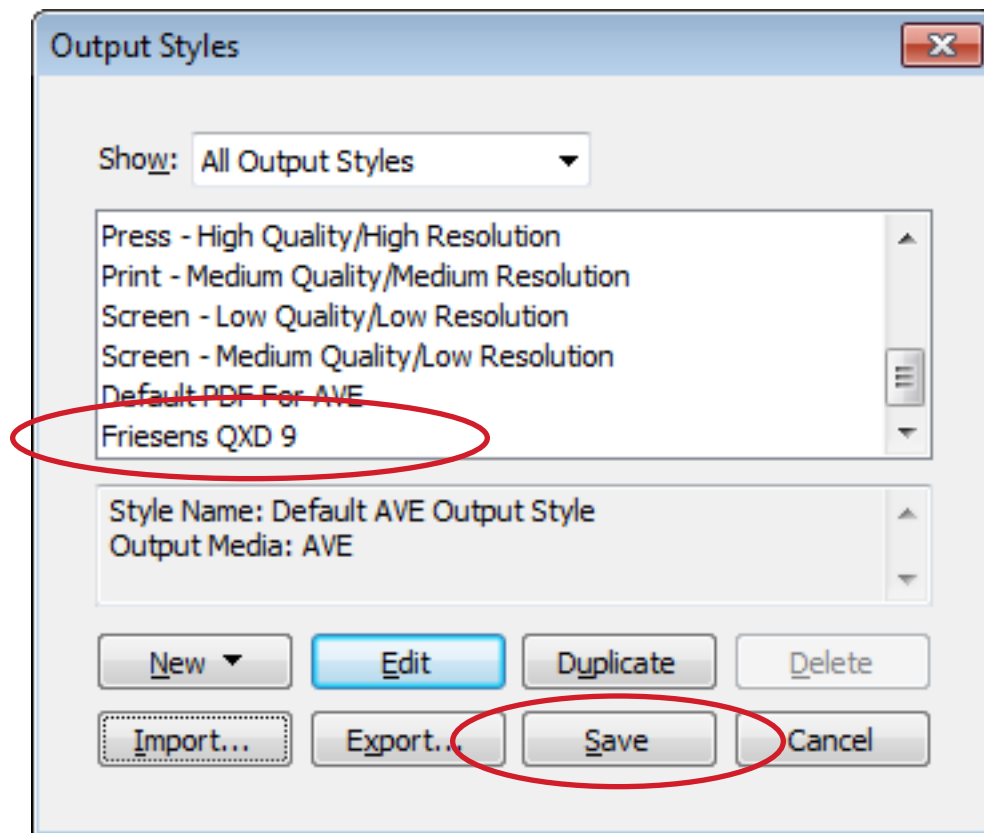 Output Styles
Show: All Output Styles
Press - High Quality/High Resolution
Print - Medium Quality/Medium Resolution
Screen - Low Quality/Low Resolution
Screen - Medium Quality/Low Resolution
Default PDF For AVE
Friesens QXD 9
Style Name: Default AVE Output Style
Output Media: AVE
New Edit Duplicate Delete
Import... Export... Save Cancel